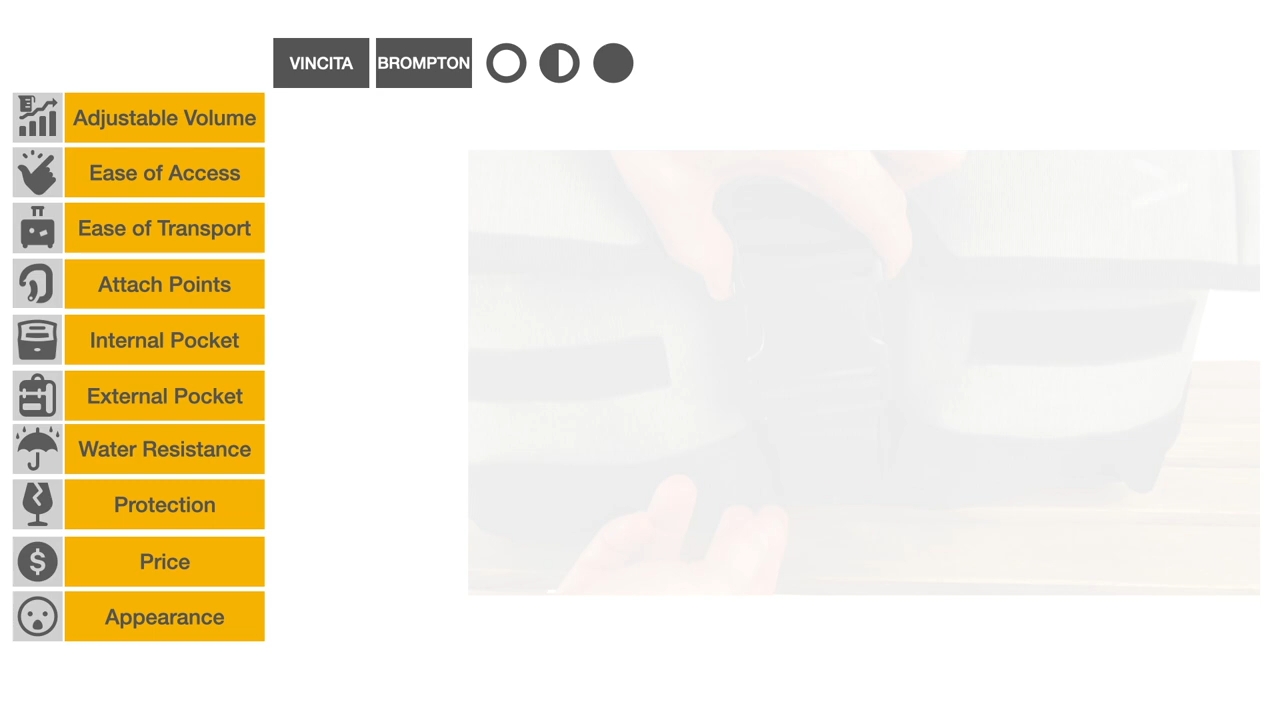 VINCITA BROMPTON
Adjustable Volume
Ease of Access
Ease of Transport
Attach Points
Internal Pocket
External Pocket
Water Resistance
Protection
Price
Appearance